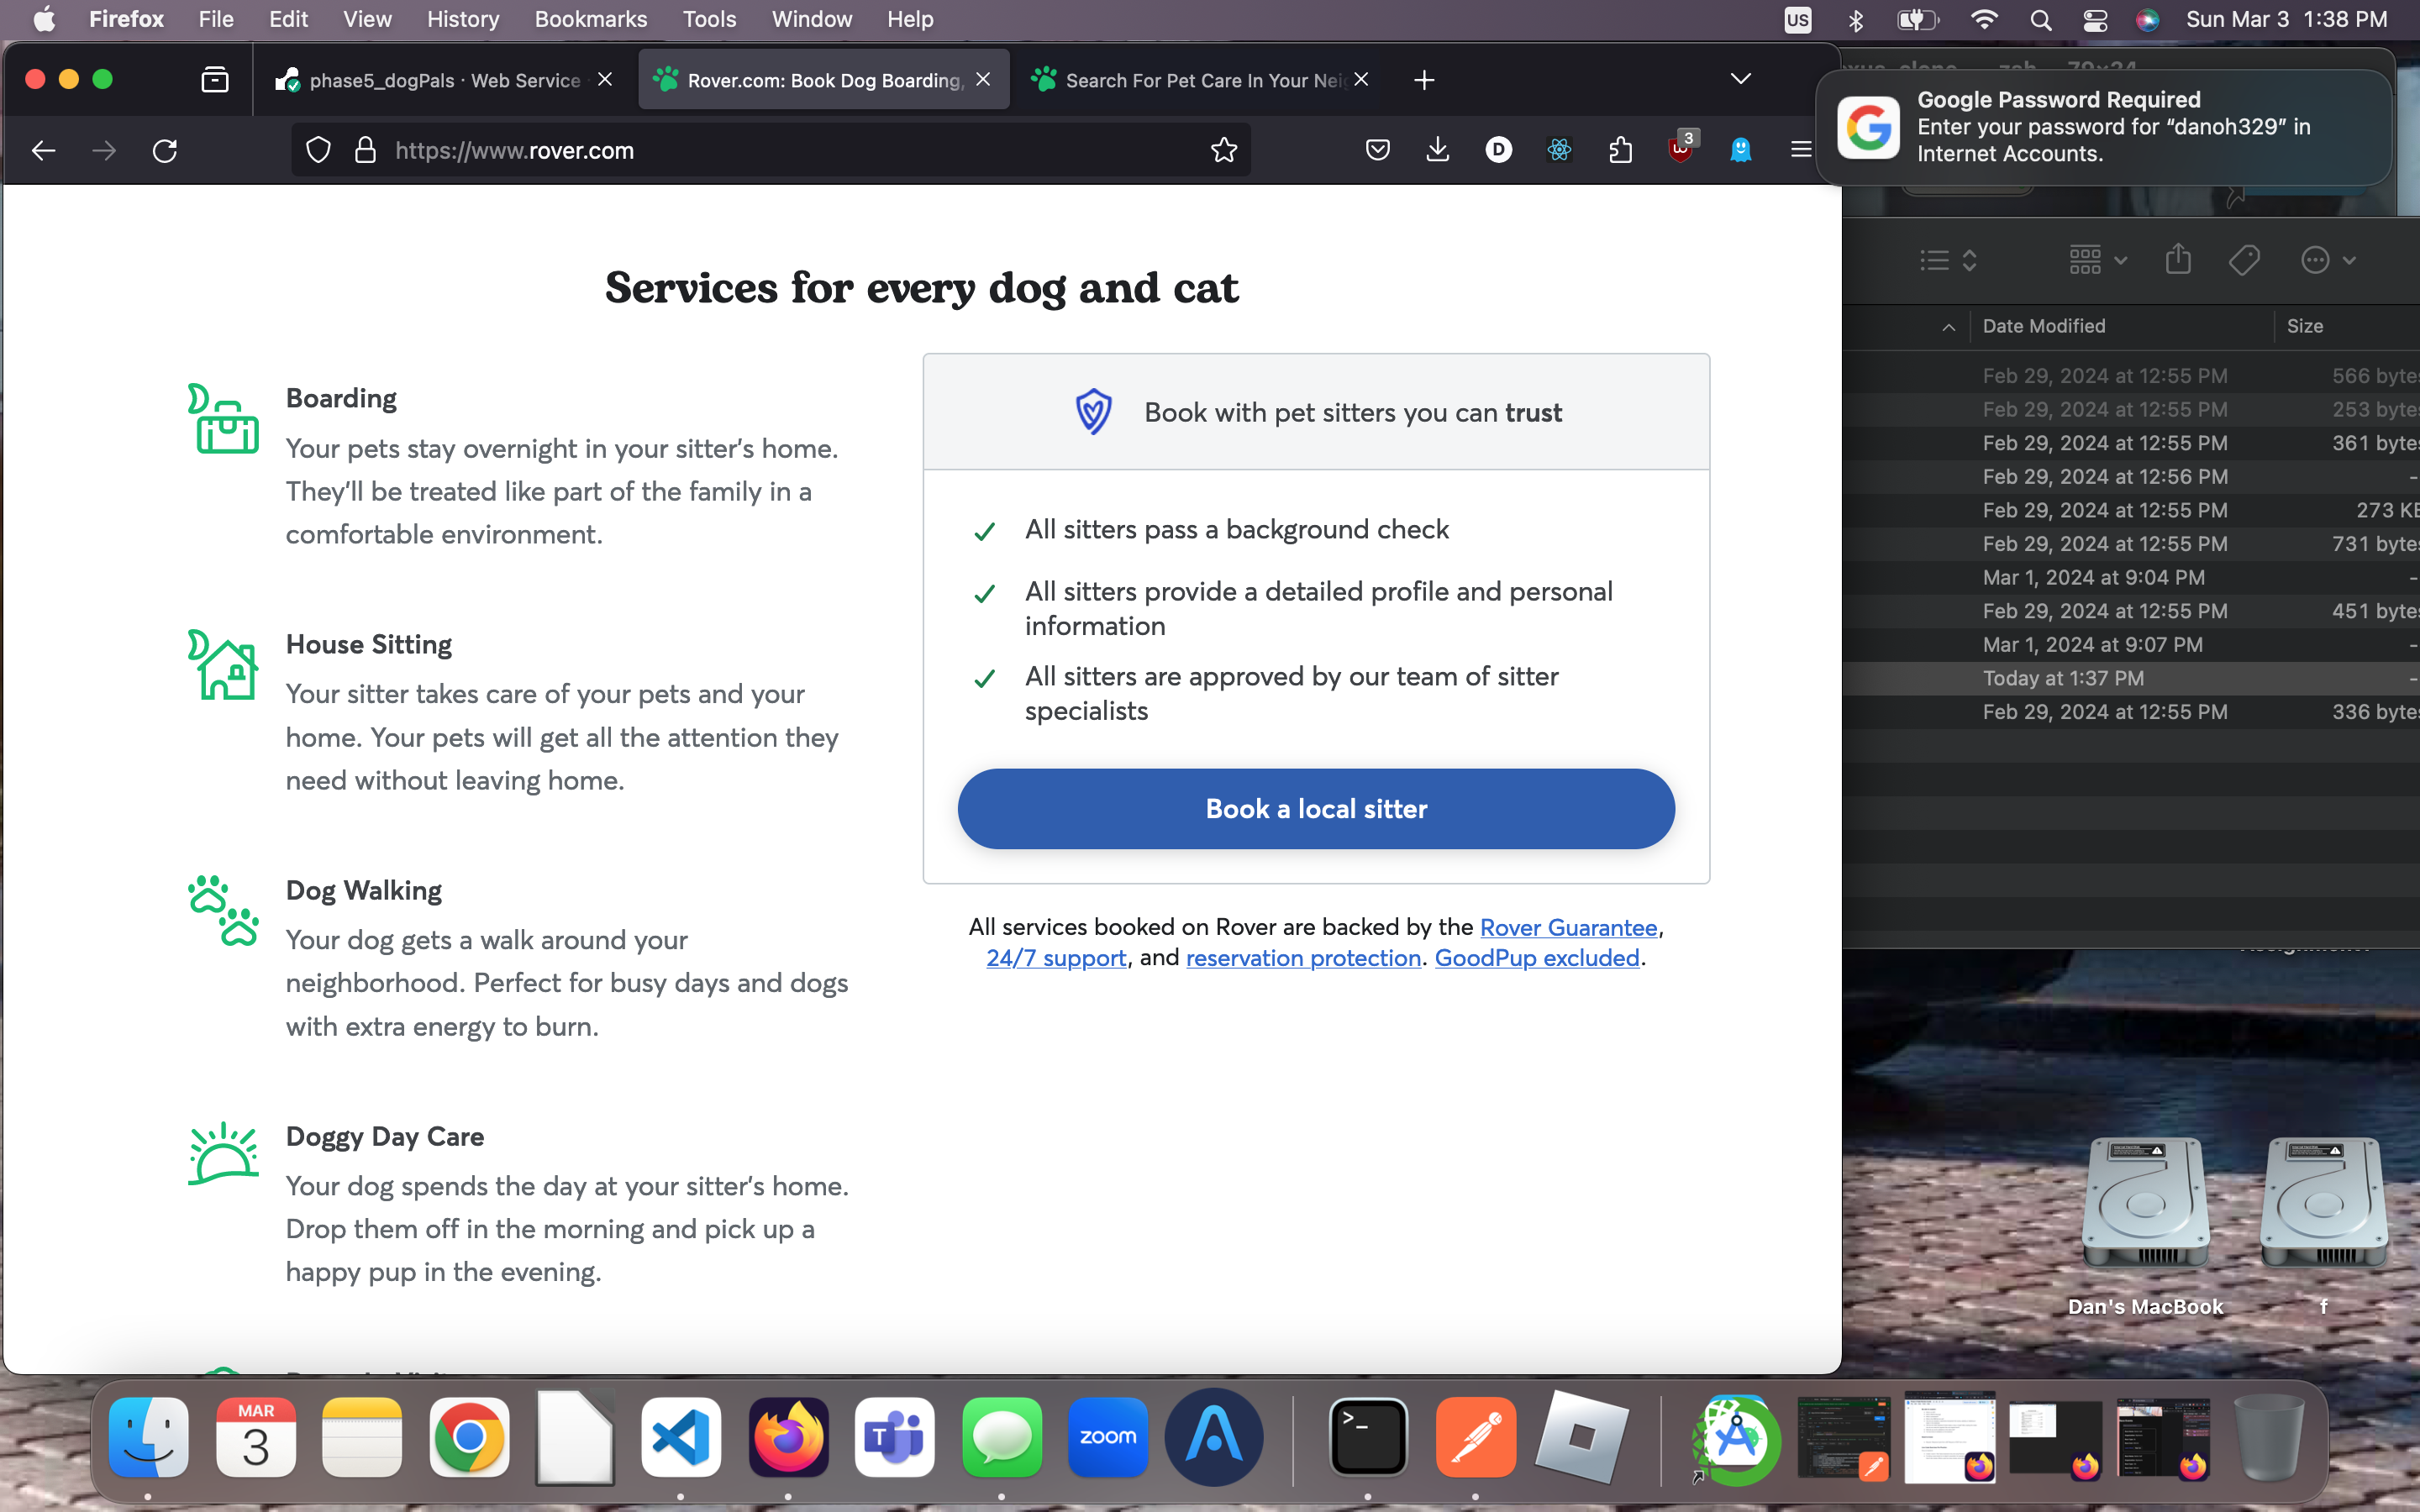 Firefox File Edit View History Bookmarks Tools Window Help
US Sun Mar 3 1:38 PM
phase5_dogPals · Web Service
Rover.com: Book Dog Boarding,
Search For Pet Care In Your Nei
https://www.rover.com
D
3
Google Password Required
Enter your password for “danoh329” in
Internet Accounts.
Services for every dog and cat
Boarding
Your pets stay overnight in your sitter's home.
They'll be treated like part of the family in a
comfortable environment.
House Sitting
Your sitter takes care of your pets and your
home. Your pets will get all the attention they
need without leaving home.
Dog Walking
Your dog gets a walk around your
neighborhood. Perfect for busy days and dogs
with extra energy to burn.
Doggy Day Care
Your dog spends the day at your sitter's home.
Drop them off in the morning and pick up a
happy pup in the evening.
Book with pet sitters you can trust
All sitters pass a background check
All sitters provide a detailed profile and personal
information
All sitters are approved by our team of sitter
specialists
Book a local sitter
All services booked on Rover are backed by the Rover Guarantee,
24/7 support, and reservation protection. GoodPup excluded.
Date Modified Size
Feb 29, 2024 at 12:55 PM 566 bytes
Feb 29, 2024 at 12:55 PM 253 bytes
Feb 29, 2024 at 12:55 PM 361 bytes
Feb 29, 2024 at 12:56 PM -
Feb 29, 2024 at 12:55 PM 273 KB
Feb 29, 2024 at 12:55 PM 731 bytes
Mar 1, 2024 at 9:04 PM -
Feb 29, 2024 at 12:55 PM 451 bytes
Mar 1, 2024 at 9:07 PM -
Today at 1:37 PM -
Feb 29, 2024 at 12:55 PM 336 bytes
Dan's MacBook
f
MAR
3
T
zoom